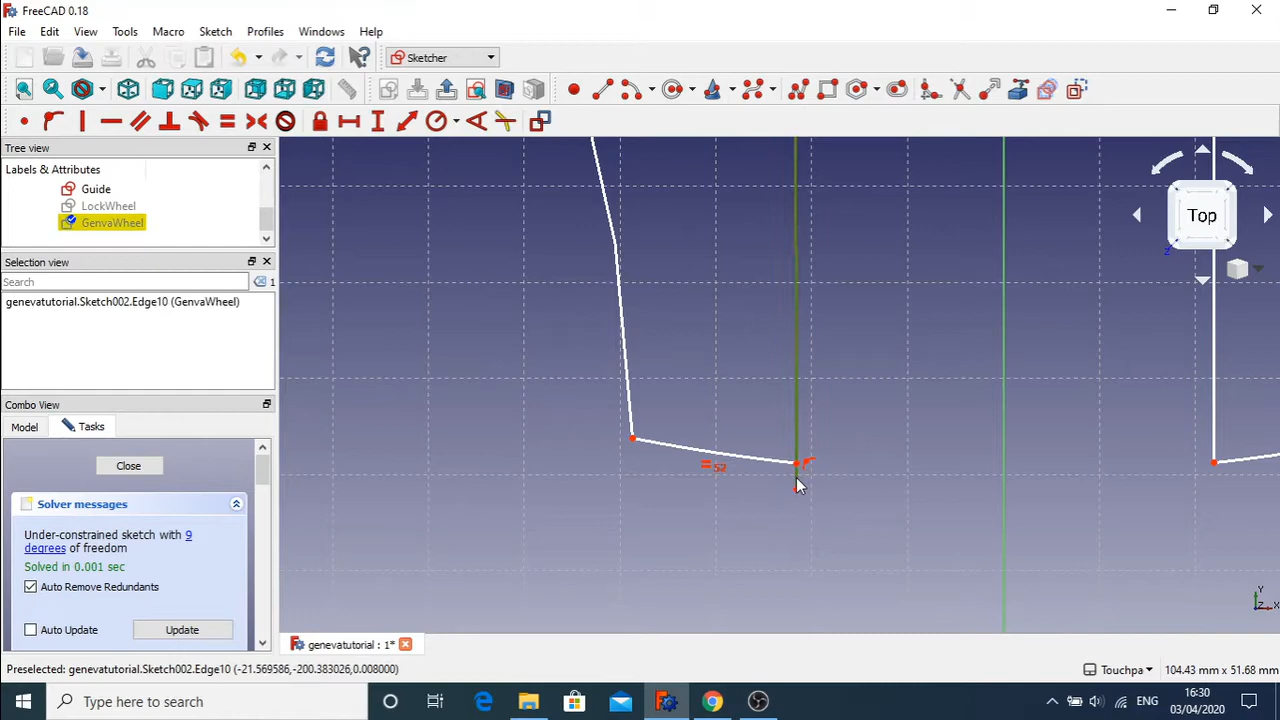 FreeCAD 0.18
File Edit View Tools Macro Sketch Profiles Windows Help
Sketcher
Tree view
Labels & Attributes
Guide
LockWheel
GenvaWheel
Selection view
Search
1
genevatutorial.Sketch002.Edge10 (GenvaWheel)
Combo View
Model Tasks
Close
Solver messages
Under-constrained sketch with 9
degrees of freedom
Solved in 0.001 sec
Auto Remove Redundants
Auto Update Update
52
Top
Z
Y
Z X
genevatutorial : 1*
Preselected: genevatutorial.Sketch002.Edge10 (-21.569586,-200.383026,0.008000)
Touchpa
104.43 mm x 51.68 mm
Type here to search
ENG
16:30
03/04/2020